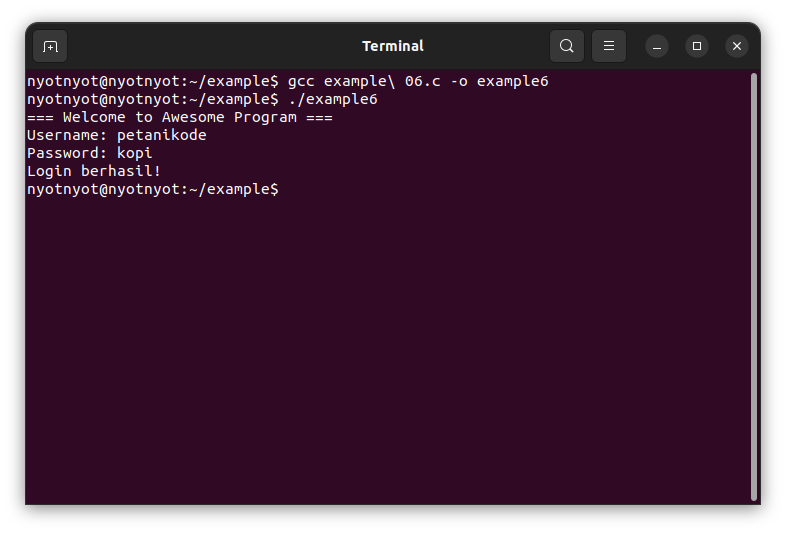 Terminal
nyotnyot@nyotnyot:~/example$ gcc example\ 06.c -o example6
nyotnyot@nyotnyot:~/example$ ./example6
=== Welcome to Awesome Program ===
Username: petanikode
Password: kopi
Login berhasil!
nyotnyot@nyotnyot:~/example$